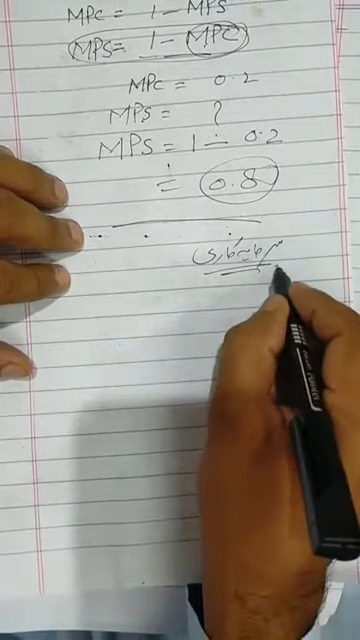 MPC = 1 - MPS
MPS = 1 - MPC
MPC = 0.2
MPS = ?
MPS = 1 - 0.2
= 0.8
سرمایہ کاری